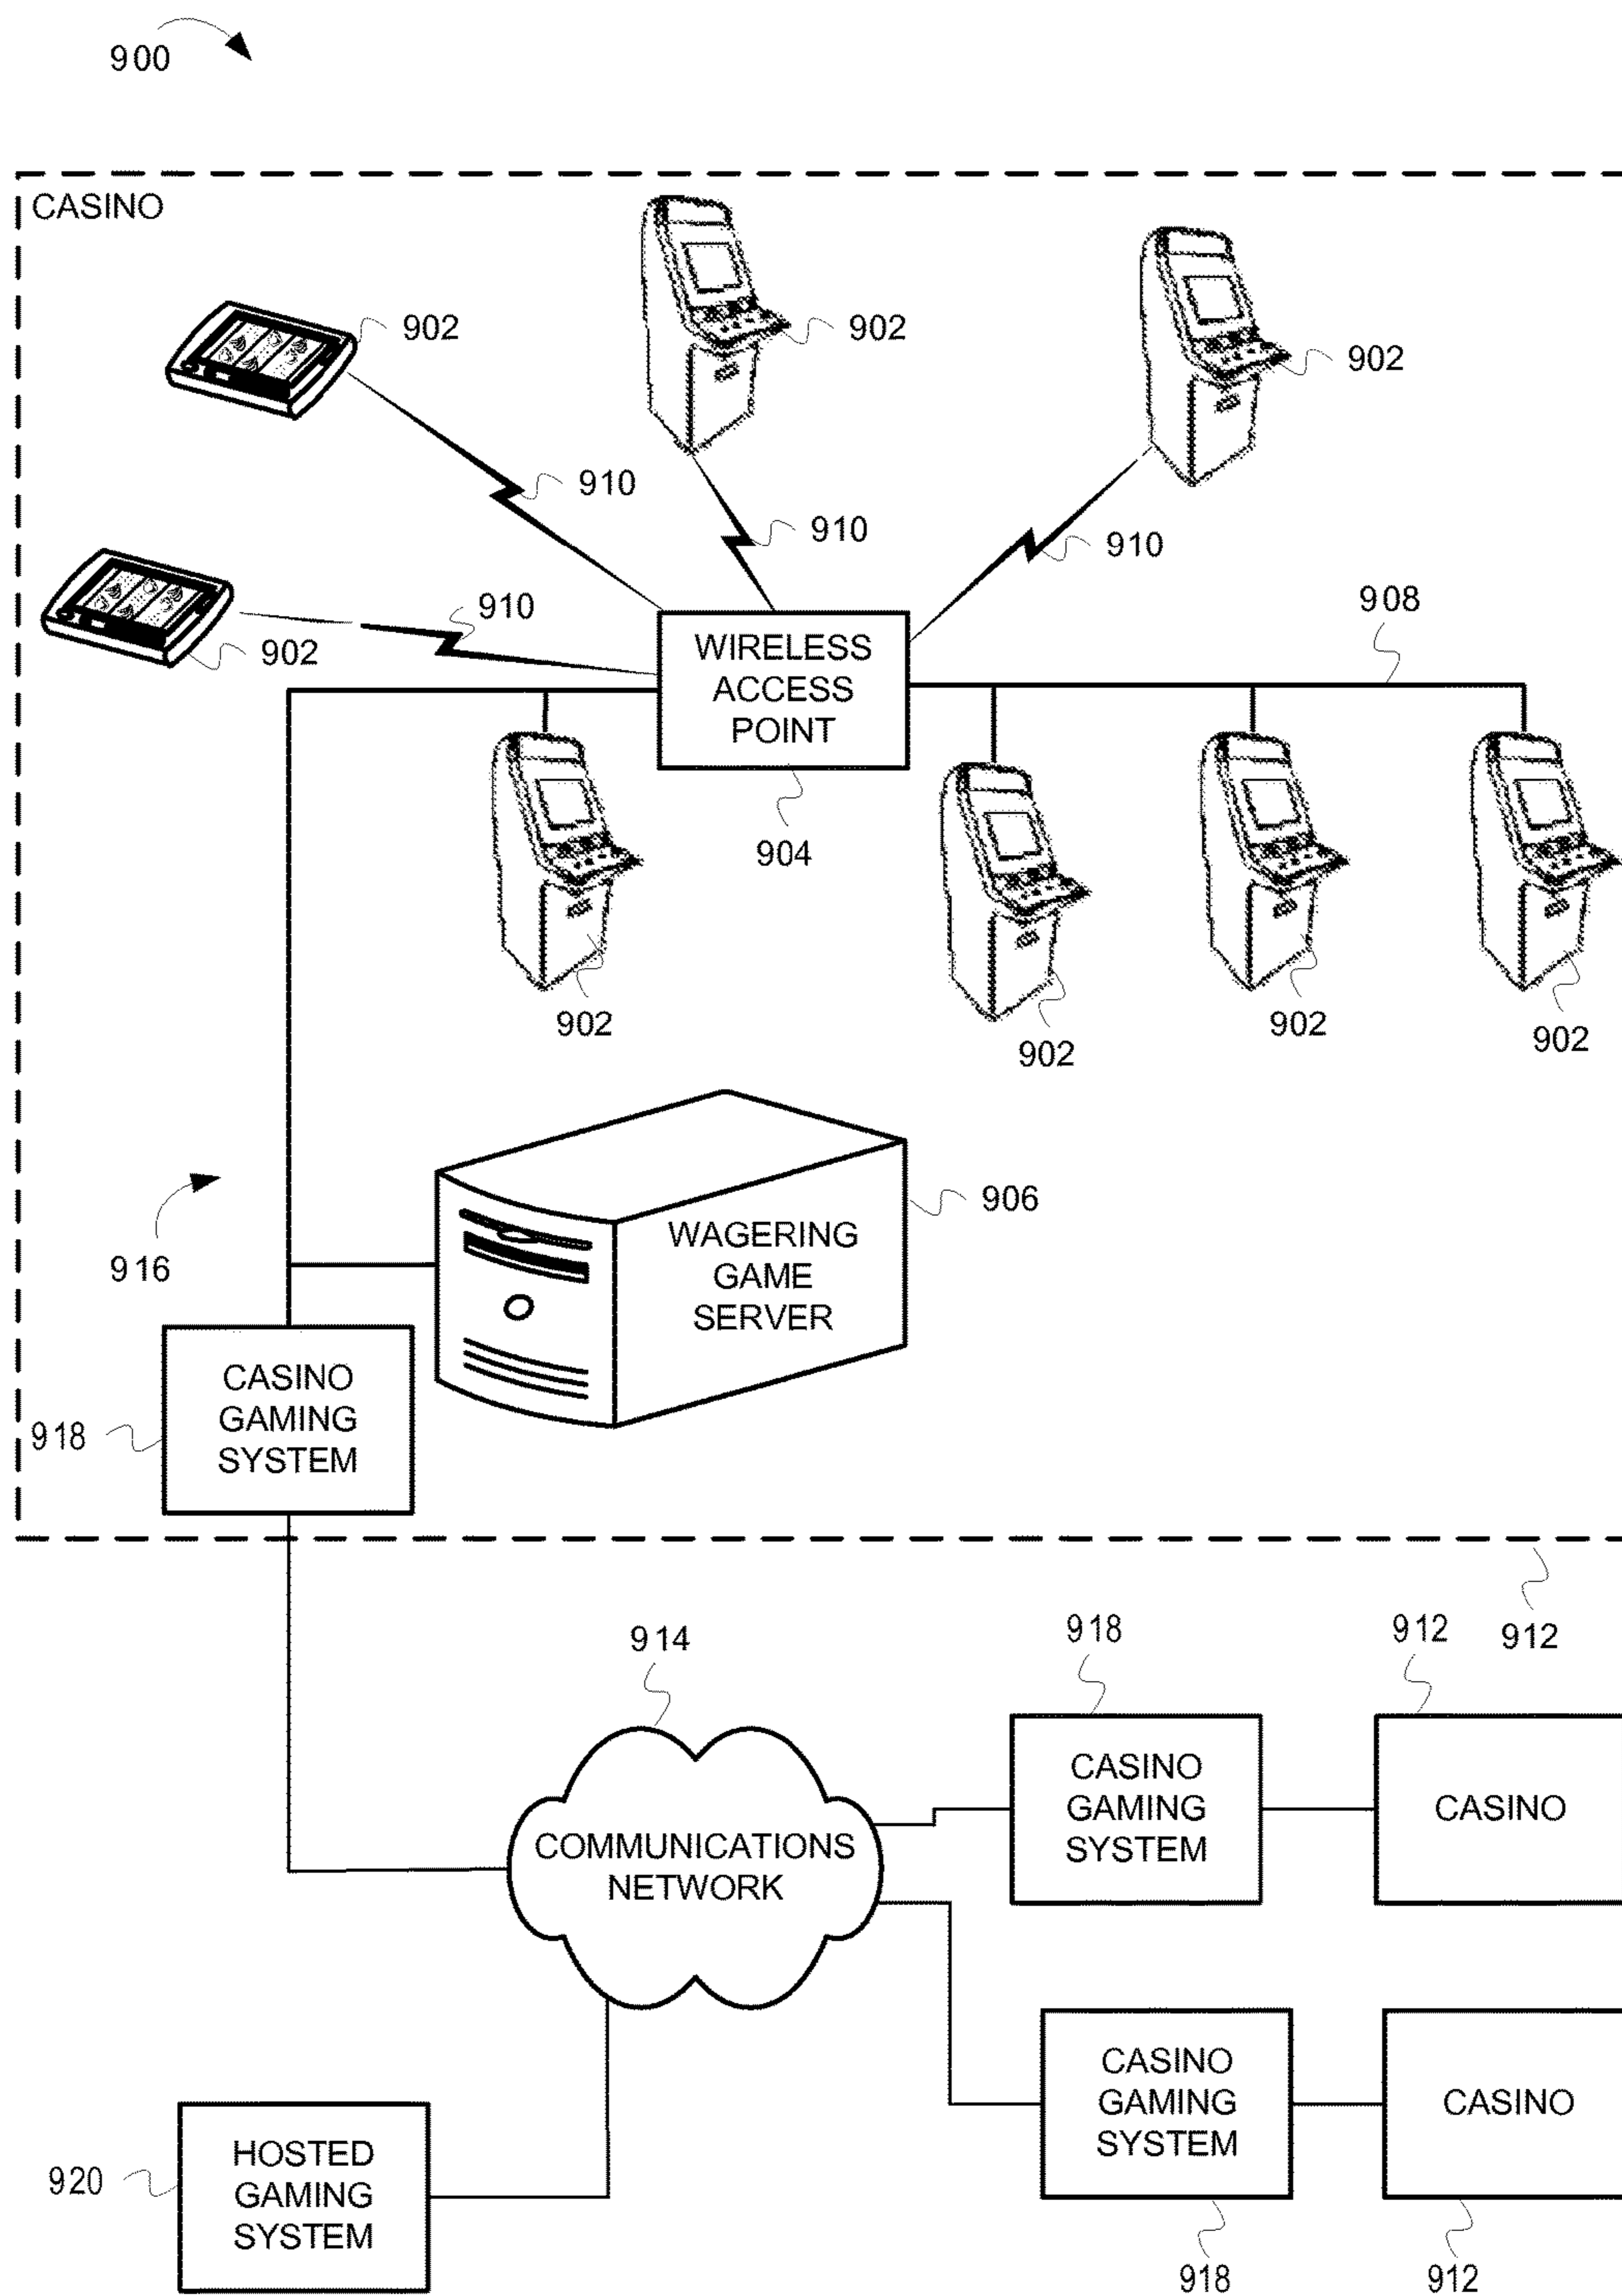 900
CASINO
902
902
902
910
910
910
910
902
908
WIRELESS
ACCESS
POINT
904
902
902
902
902
906
WAGERING
GAME
SERVER
916
CASINO
GAMING
SYSTEM
918
912
914
918
912
CASINO
GAMING
SYSTEM
CASINO
COMMUNICATIONS
NETWORK
CASINO
GAMING
SYSTEM
CASINO
HOSTED
GAMING
SYSTEM
920
918
912